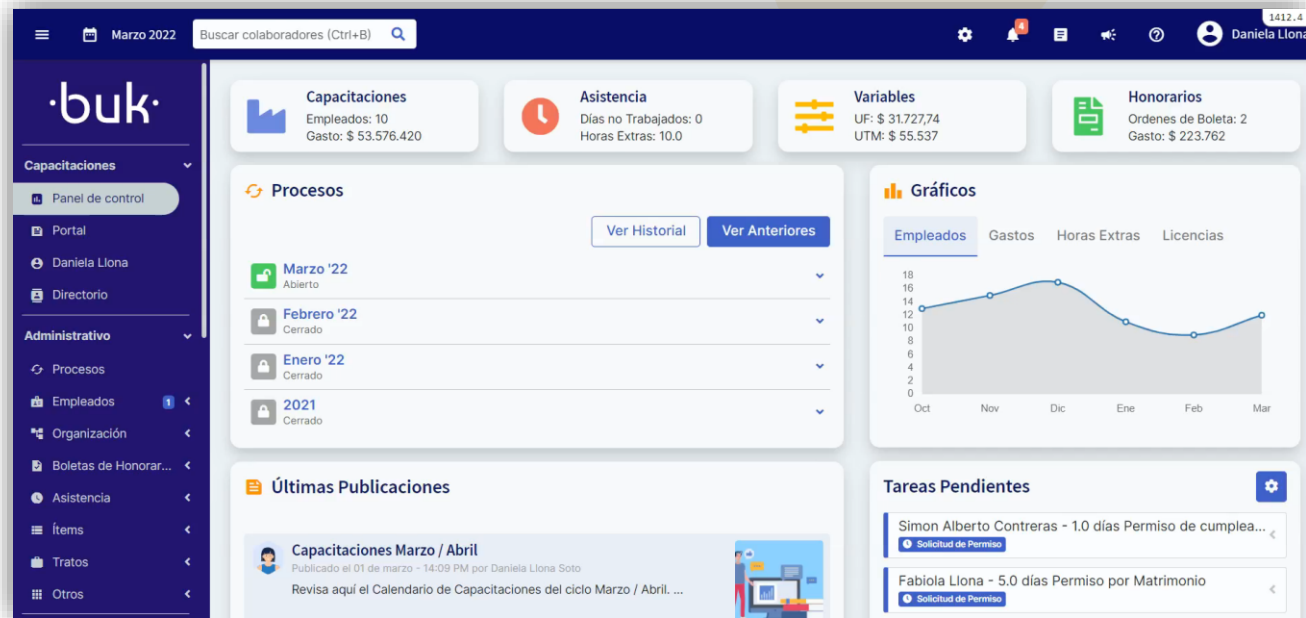 Marzo 2022
Buscar colaboradores (Ctrl+B)
4
1412.4
Daniela Llona
·buk·
Capacitaciones
Panel de control
Portal
Daniela Llona
Directorio
Administrativo
Procesos
Empleados 1
Organización
Boletas de Honorar...
Asistencia
Ítems
Tratos
Otros
Capacitaciones
Empleados: 10
Gasto: $ 53.576.420
Asistencia
Días no Trabajados: 0
Horas Extras: 10.0
Variables
UF: $ 31.727,74
UTM: $ 55.537
Honorarios
Ordenes de Boleta: 2
Gasto: $ 223.762
Procesos
Ver Historial Ver Anteriores
Marzo '22
Abierto
Febrero '22
Cerrado
Enero '22
Cerrado
2021
Cerrado
Gráficos
Empleados Gastos Horas Extras Licencias
18
16
14
12
10
8
6
4
2
0
Oct Nov Dic Ene Feb Mar
Últimas Publicaciones
Capacitaciones Marzo / Abril
Publicado el 01 de marzo - 14:09 PM por Daniela Llona Soto
Revisa aquí el Calendario de Capacitaciones del ciclo Marzo / Abril. ...
Tareas Pendientes
Simon Alberto Contreras - 1.0 días Permiso de cumplea...
Solicitud de Permiso
Fabiola Llona - 5.0 días Permiso por Matrimonio
Solicitud de Permiso